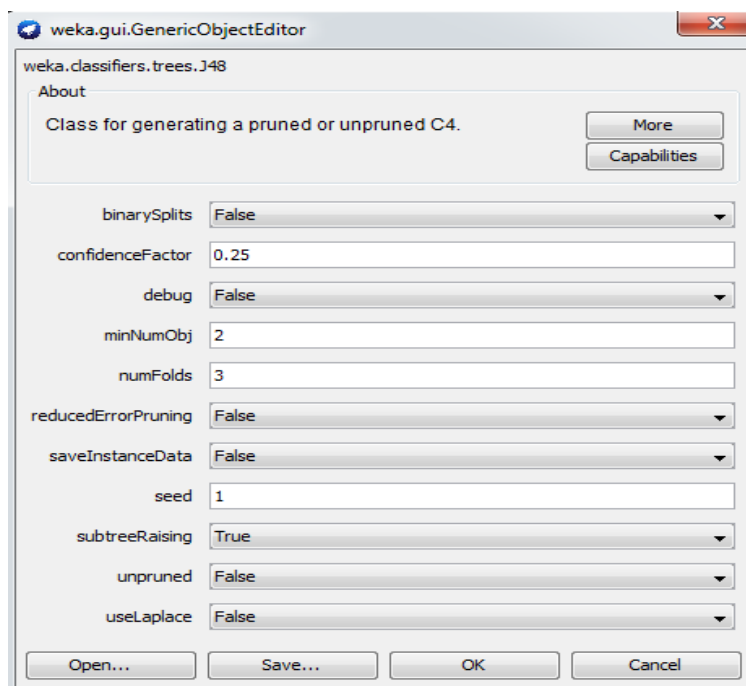 weka.gui.GenericObjectEditor
weka.classifiers.trees.J48
About
Class for generating a pruned or unpruned C4.
More
Capabilities
binarySplits False
confidenceFactor 0.25
debug False
minNumObj 2
numFolds 3
reducedErrorPruning False
saveInstanceData False
seed 1
subtreeRaising True
unpruned False
useLaplace False
Open... Save... OK Cancel